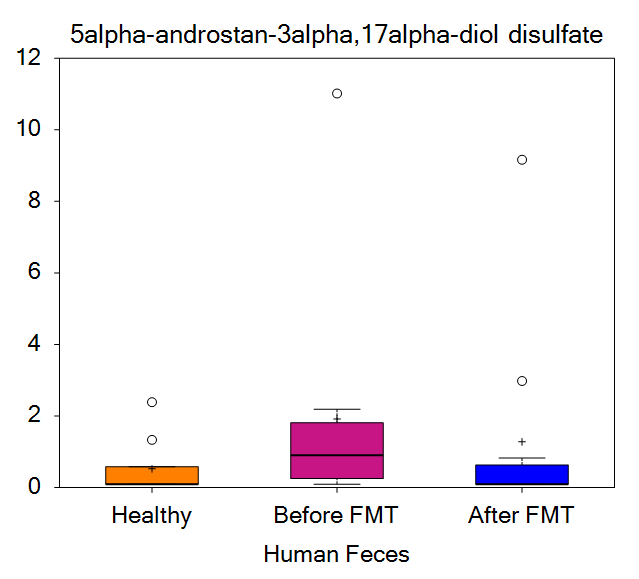 5alpha-androstan-3alpha,17alpha-diol disulfate
12
10
8
6
4
2
0
Healthy Before FMT After FMT
Human Feces